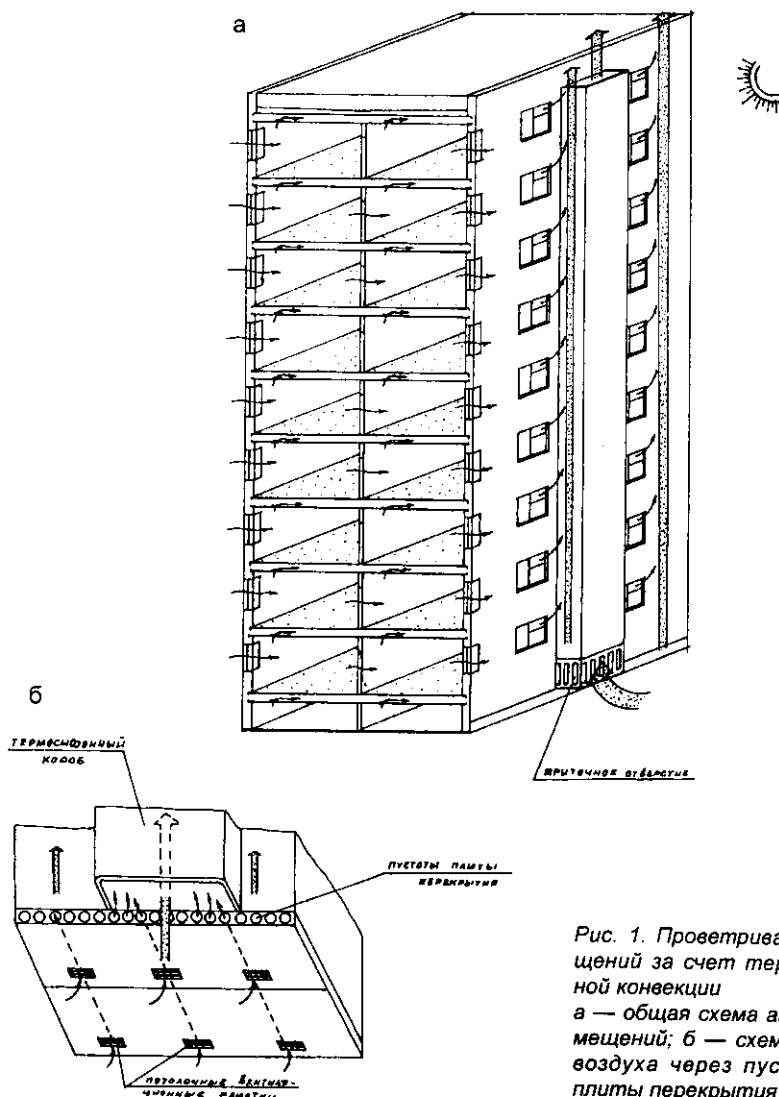 а
приточное отверстие
б
термосифонный
короб
пустоты плиты
перекрытия
потолочные вентиля-
ционные решетки
Рис. 1. Проветрива
щений за счет тер
ной конвекции
а — общая схема аэ
мещений; б — схем
воздуха через пус
плиты перекрытия